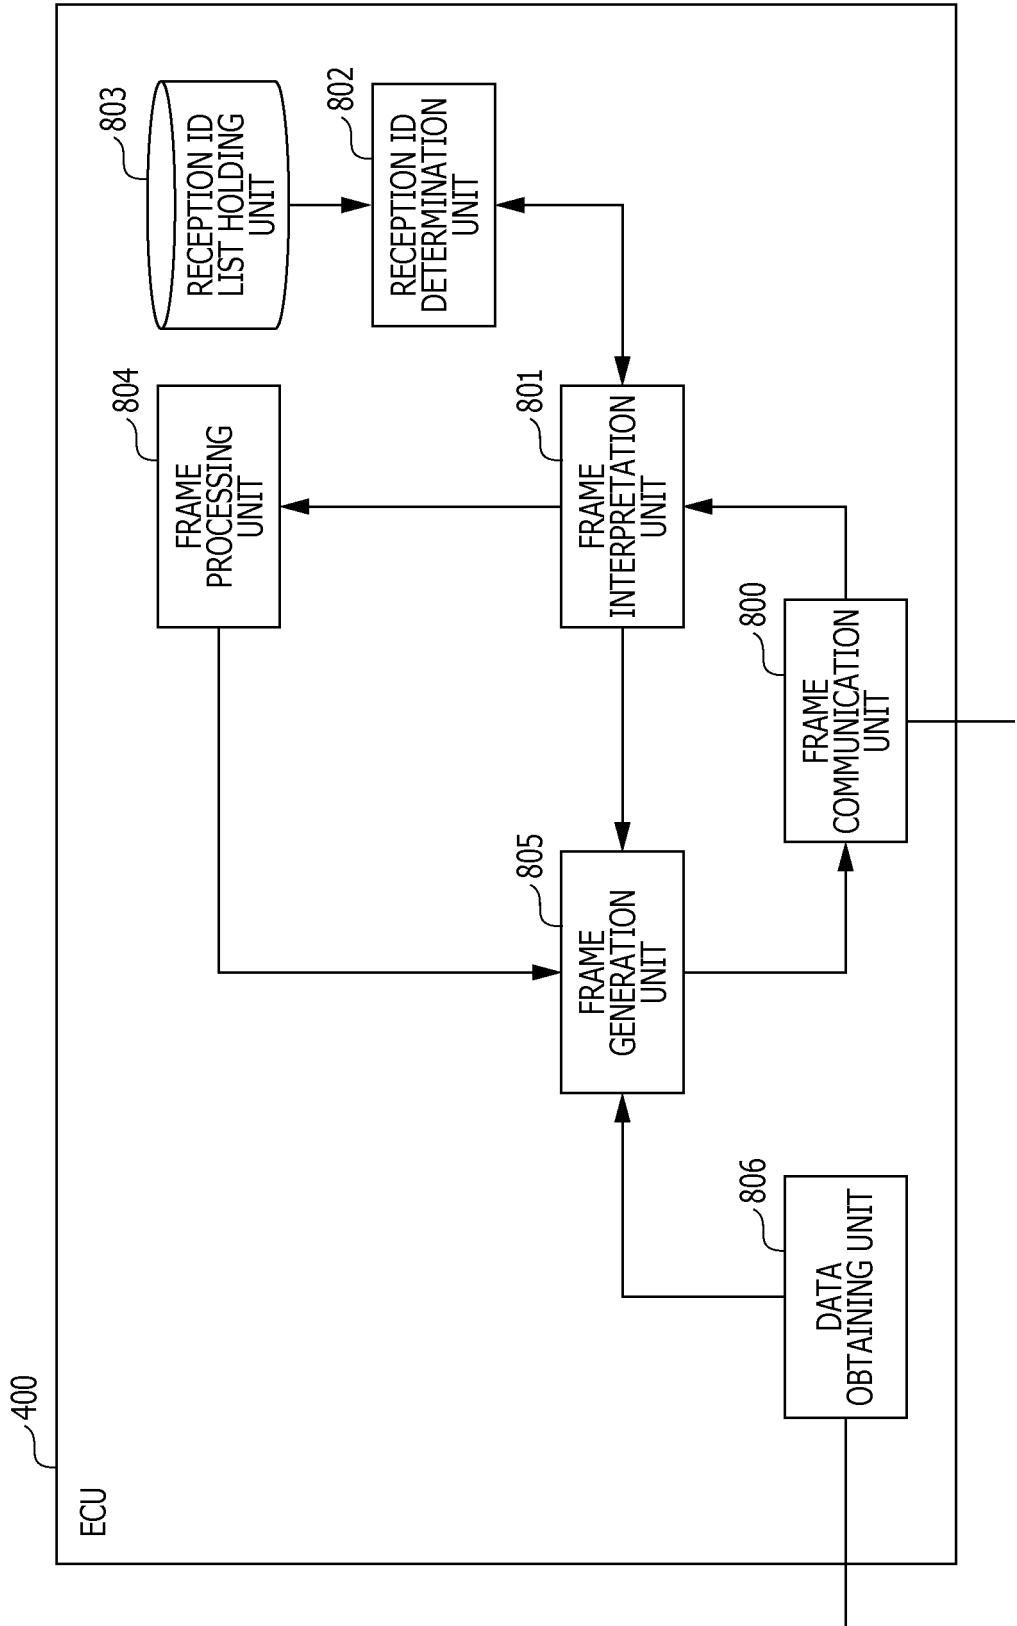 400
ECU
803
RECEPTION ID
LIST HOLDING
UNIT
802
RECEPTION ID
DETERMINATION
UNIT
804
FRAME
PROCESSING
UNIT
801
FRAME
INTERPRETATION
UNIT
805
FRAME
GENERATION
UNIT
800
FRAME
COMMUNICATION
UNIT
806
DATA
OBTAINING UNIT